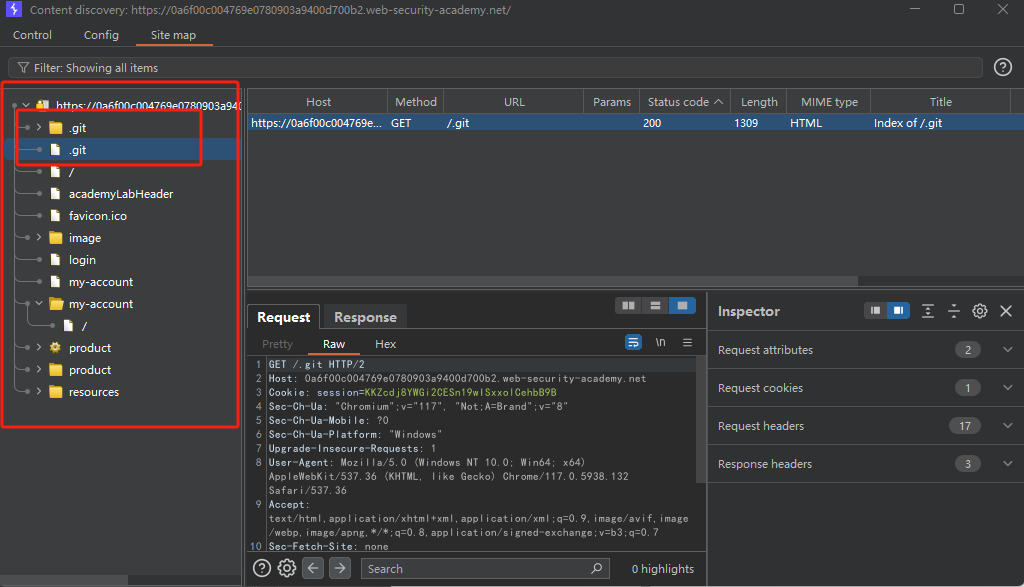 Content discovery: https://0a6f00c004769e0780903a9400d700b2.web-security-academy.net/
Control Config Site map
Filter: Showing all items
https://0a6f00c004769e0780903a940
.git
.git
/
academyLabHeader
favicon.ico
image
login
my-account
my-account
/
product
product
resources
Host Method URL Params Status code Length MIME type Title
https://0a6f00c004769e... GET /.git 200 1309 HTML Index of /.git
Request Response
Pretty Raw Hex \n
1 GET /.git HTTP/2
2 Host: 0a6f00c004769e0780903a9400d700b2.web-security-academy.net
3 Cookie: session=KKZcdj8YWGi2CESn19wISxxolCehbB9B
4 Sec-Ch-Ua: "Chromium";v="117", "Not;A=Brand";v="8"
5 Sec-Ch-Ua-Mobile: ?0
6 Sec-Ch-Ua-Platform: "Windows"
7 Upgrade-Insecure-Requests: 1
8 User-Agent: Mozilla/5.0 (Windows NT 10.0; Win64; x64)
AppleWebKit/537.36 (KHTML, like Gecko) Chrome/117.0.5938.132
Safari/537.36
9 Accept:
text/html,application/xhtml+xml,application/xml;q=0.9,image/avif,image
/webp,image/apng,*/*;q=0.8,application/signed-exchange;v=b3;q=0.7
10 Sec-Fetch-Site: none
Search 0 highlights
Inspector
Request attributes 2
Request cookies 1
Request headers 17
Response headers 3